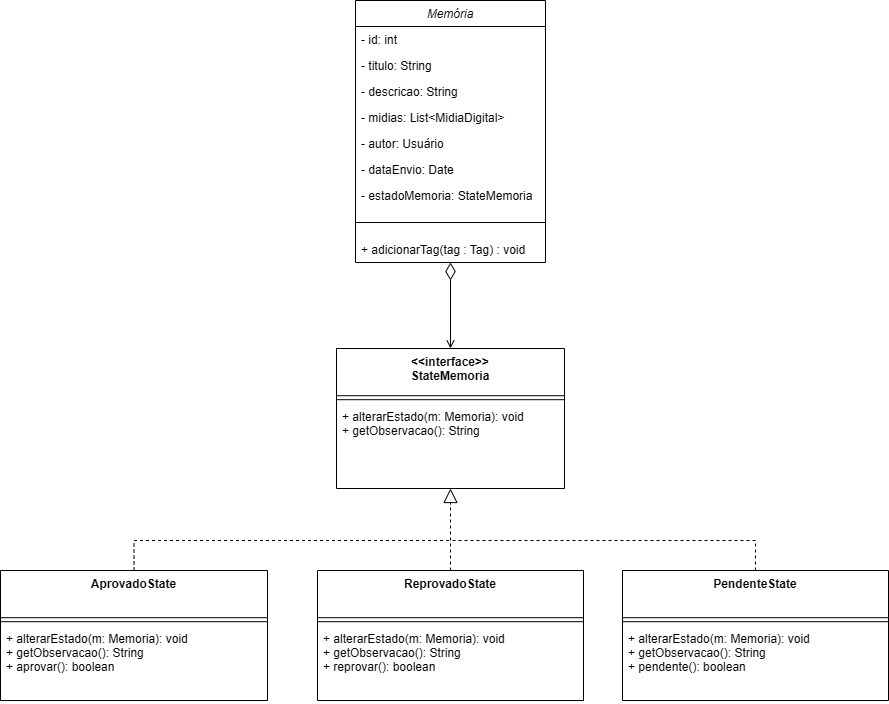 Memória
- id: int
- titulo: String
- descricao: String
- midias: List<MidiaDigital>
- autor: Usuário
- dataEnvio: Date
- estadoMemoria: StateMemoria
+ adicionarTag(tag : Tag) : void
<<interface>>
StateMemoria
+ alterarEstado(m: Memoria): void
+ getObservacao(): String
AprovadoState
+ alterarEstado(m: Memoria): void
+ getObservacao(): String
+ aprovar(): boolean
ReprovadoState
+ alterarEstado(m: Memoria): void
+ getObservacao(): String
+ reprovar(): boolean
PendenteState
+ alterarEstado(m: Memoria): void
+ getObservacao(): String
+ pendente(): boolean